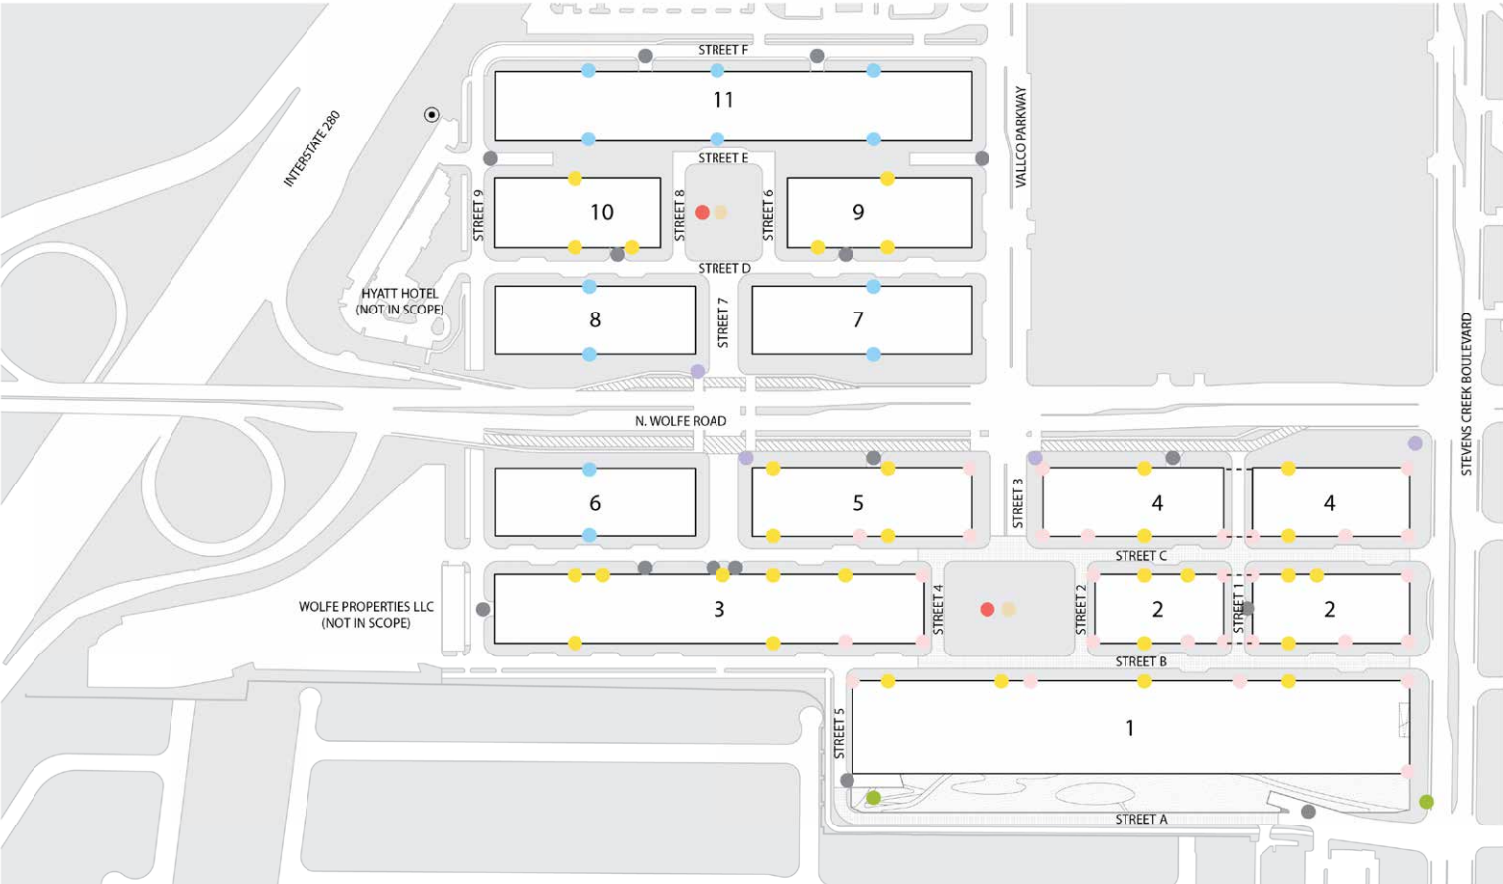 STREET F
11
INTERSTATE 280
VALLCO PARKWAY
STREET E
STREET 9
10
STREET 8
STREET 6
9
STREET D
HYATT HOTEL
(NOT IN SCOPE)
8
STREET 7
7
N. WOLFE ROAD
STEVENS CREEK BOULEVARD
6
5
STREET 3
4
4
STREET C
WOLFE PROPERTIES LLC
(NOT IN SCOPE)
3
STREET 4
STREET 2
2
STREET 1
2
STREET B
STREET 5
1
STREET A